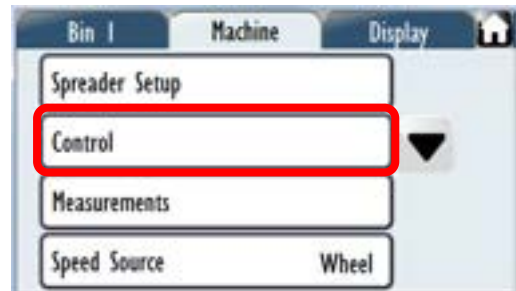 Bin 1 Machine Display
Spreader Setup
Control
Measurements
Speed Source Wheel